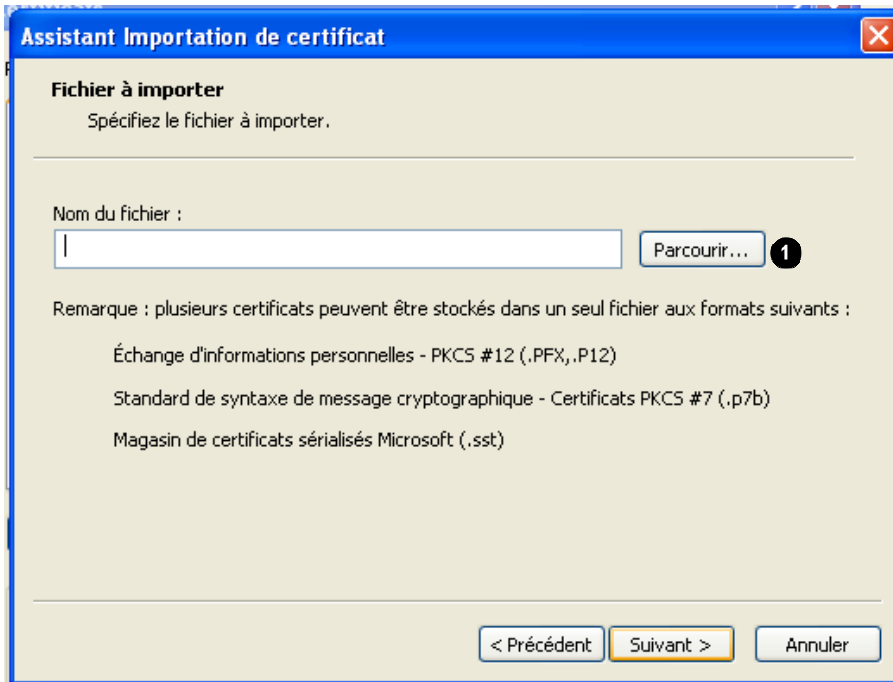 Assistant Importation de certificat
Fichier à importer
Spécifiez le fichier à importer.
Nom du fichier :
Parcourir... 1
Remarque : plusieurs certificats peuvent être stockés dans un seul fichier aux formats suivants :
Échange d'informations personnelles - PKCS #12 (.PFX,.P12)
Standard de syntaxe de message cryptographique - Certificats PKCS #7 (.p7b)
Magasin de certificats sérialisés Microsoft (.sst)
< Précédent Suivant > Annuler